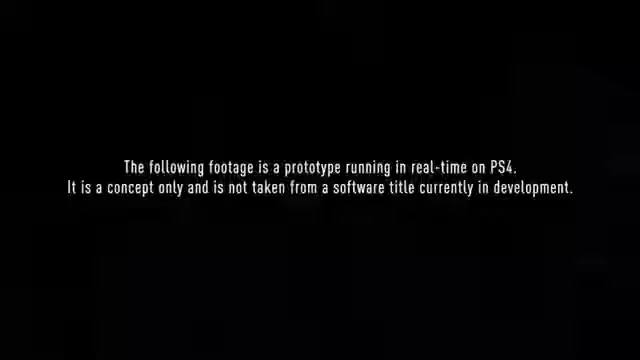 The following footage is a prototype running in real-time on PS4.
It is a concept only and is not taken from a software title currently in development.